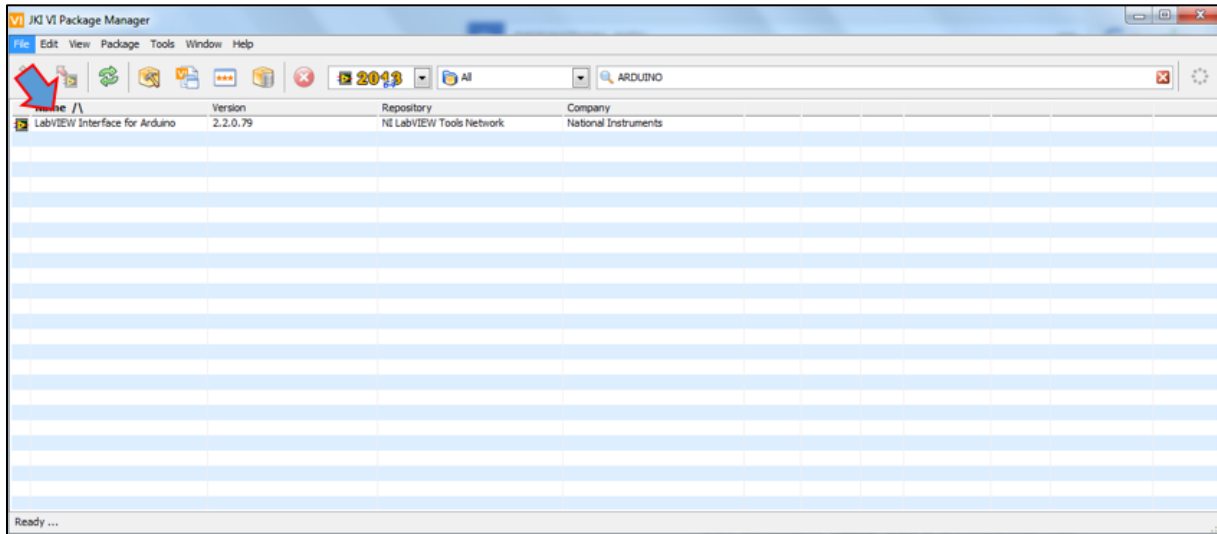 JKI VI Package Manager
File Edit View Package Tools Window Help
2013 All ARDUINO
Name /\ Version Repository Company
LabVIEW Interface for Arduino 2.2.0.79 NI LabVIEW Tools Network National Instruments
Ready ...